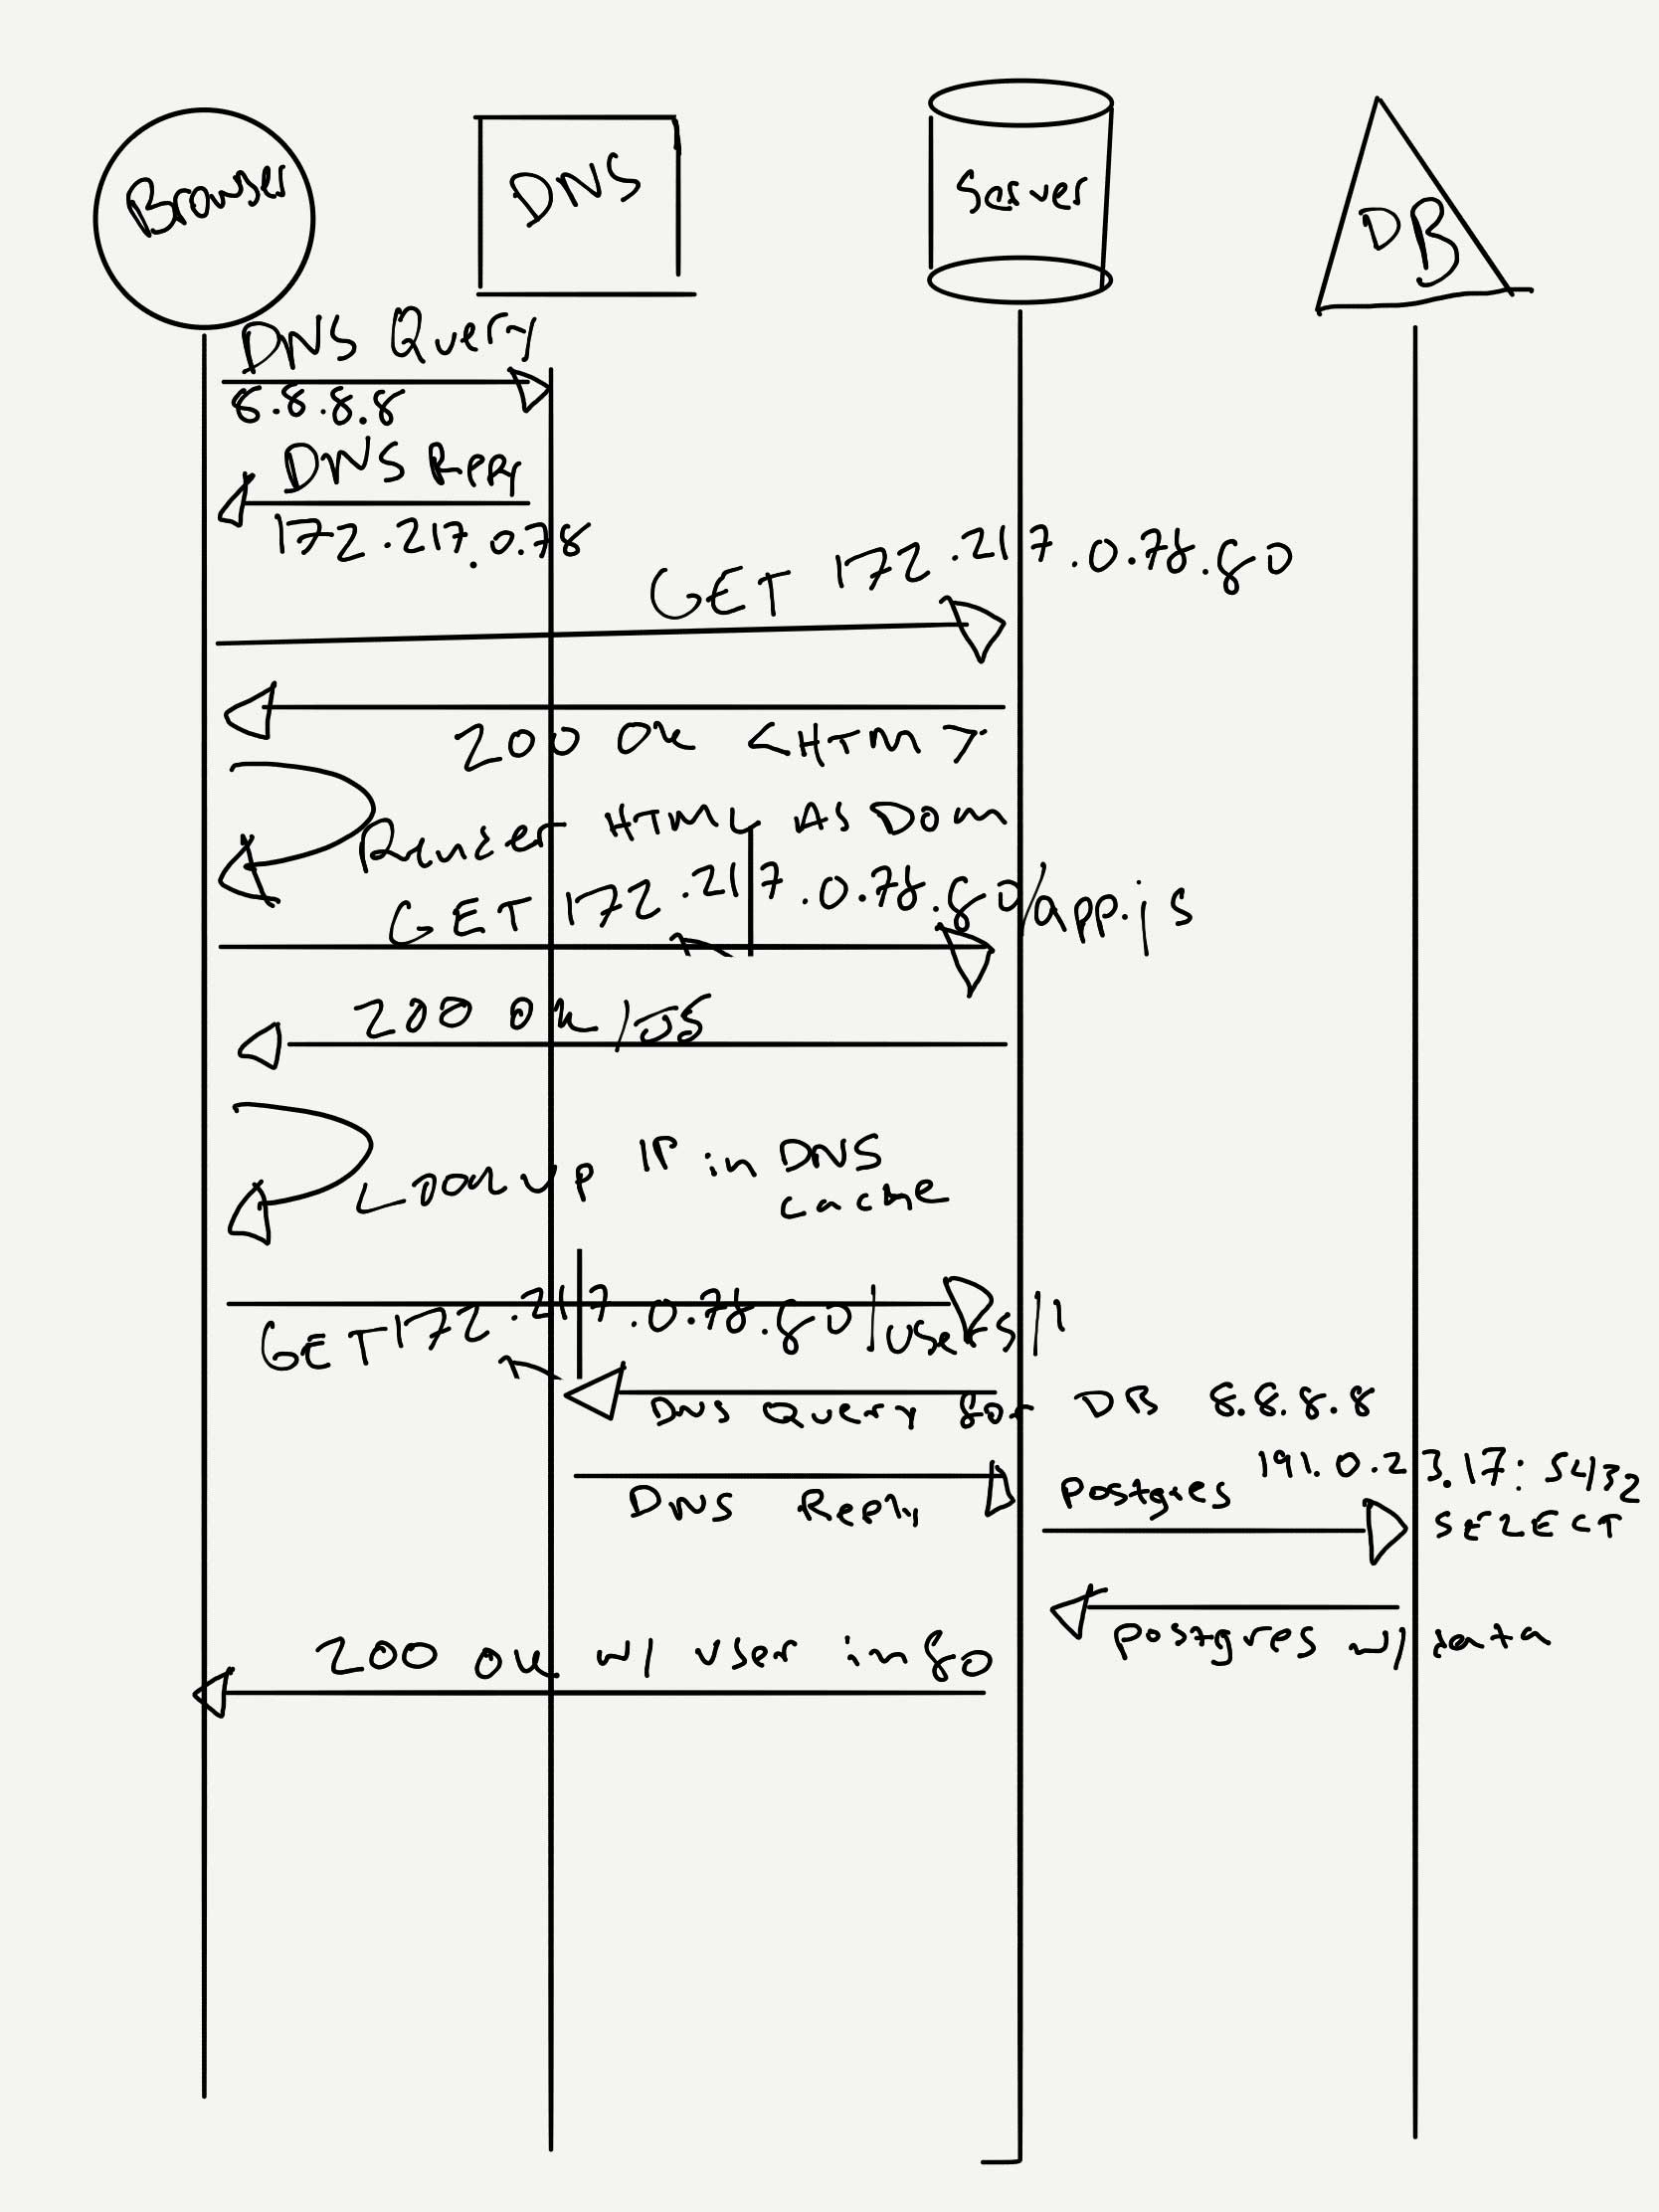 Browser
DNS
Server
DB
DNS Query
8.8.8.8
DNS Reply
172.217.0.78
GET 172.217.0.78.80
200 OK <HTM>
Render HTML AS DOM
GET 172.217.0.78.80/app.js
200 OK /JS
Look up IP in DNS
cache
GET 172.217.0.78.80/users/1
DNS Query for DB 8.8.8.8
DNS Reply
Postgres 191.0.23.17:5432
SELECT
Postgres w/ data
200 OK w/ user info